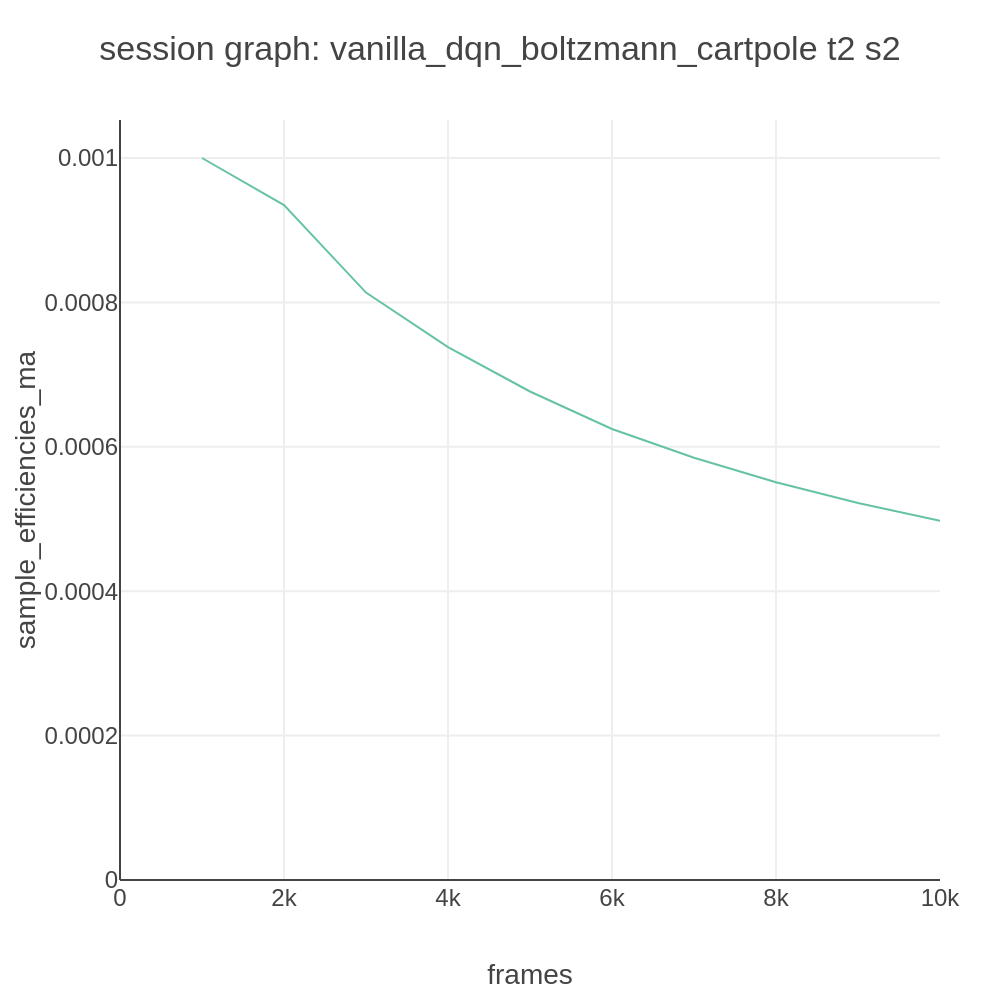 session graph: vanilla_dqn_boltzmann_cartpole t2 s2
sample_efficiencies_ma
0.001
0.0008
0.0006
0.0004
0.0002
0
0
2k
4k
6k
8k
10k
frames